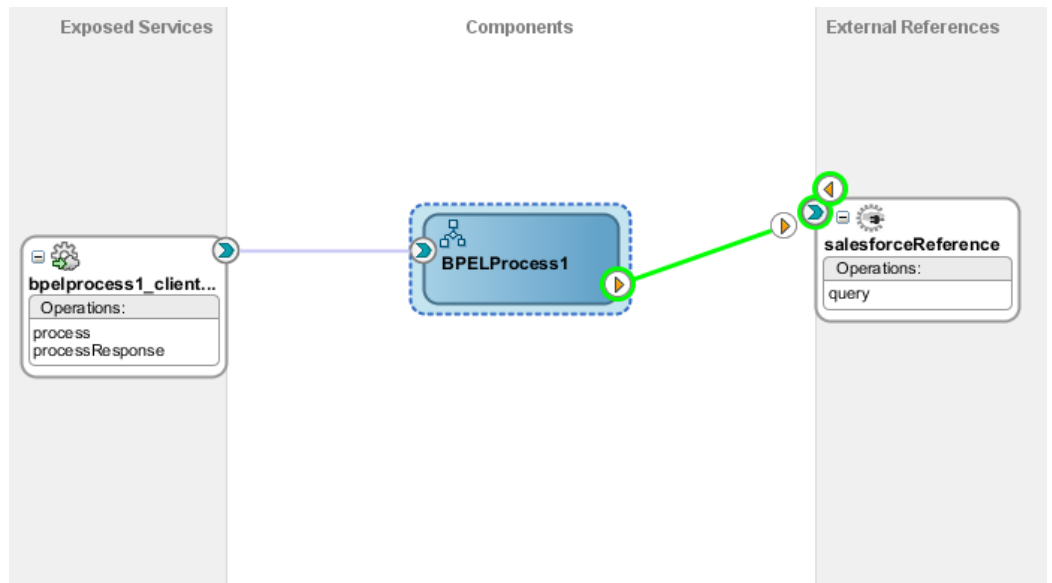 Exposed Services
Components
External References
bpelprocess1_client...
Operations:
process
processResponse
BPELProcess1
salesforceReference
Operations:
query